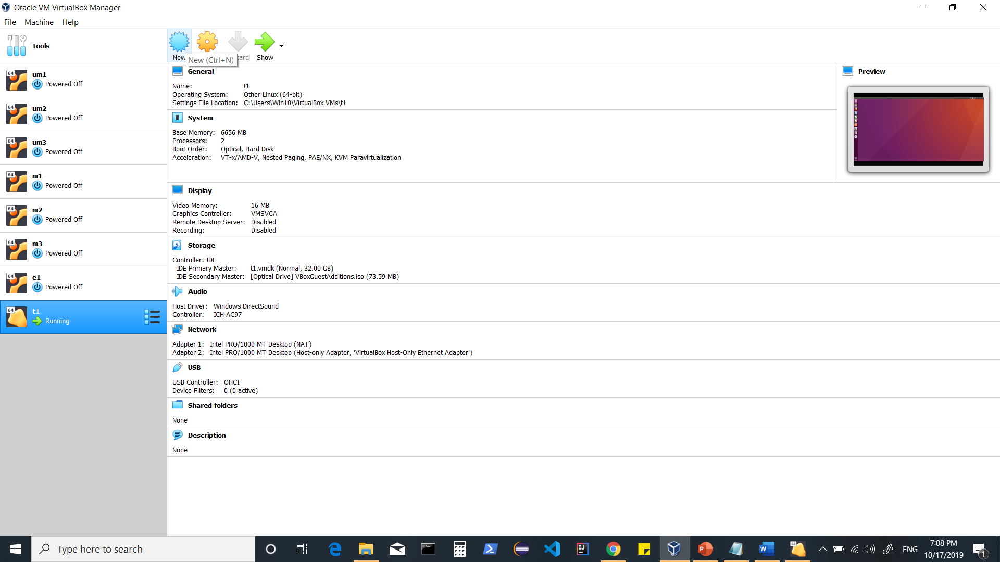 Oracle VM VirtualBox Manager
File Machine Help
Tools
New
Show
New (Ctrl+N)
64 um1
Powered Off
64 um2
Powered Off
64 um3
Powered Off
64 m1
Powered Off
64 m2
Powered Off
64 m3
Powered Off
64 e1
Powered Off
64 t1
Running
General
Name: t1
Operating System: Other Linux (64-bit)
Settings File Location: C:\Users\Win10\VirtualBox VMs\t1
System
Base Memory: 6656 MB
Processors: 2
Boot Order: Optical, Hard Disk
Acceleration: VT-x/AMD-V, Nested Paging, PAE/NX, KVM Paravirtualization
Preview
Display
Video Memory: 16 MB
Graphics Controller: VMSVGA
Remote Desktop Server: Disabled
Recording: Disabled
Storage
Controller: IDE
IDE Primary Master: t1.vmdk (Normal, 32.00 GB)
IDE Secondary Master: [Optical Drive] VBoxGuestAdditions.iso (73.59 MB)
Audio
Host Driver: Windows DirectSound
Controller: ICH AC97
Network
Adapter 1: Intel PRO/1000 MT Desktop (NAT)
Adapter 2: Intel PRO/1000 MT Desktop (Host-only Adapter, 'VirtualBox Host-Only Ethernet Adapter')
USB
USB Controller: OHCI
Device Filters: 0 (0 active)
Shared folders
None
Description
None
Type here to search
ENG
7:08 PM
10/17/2019
1